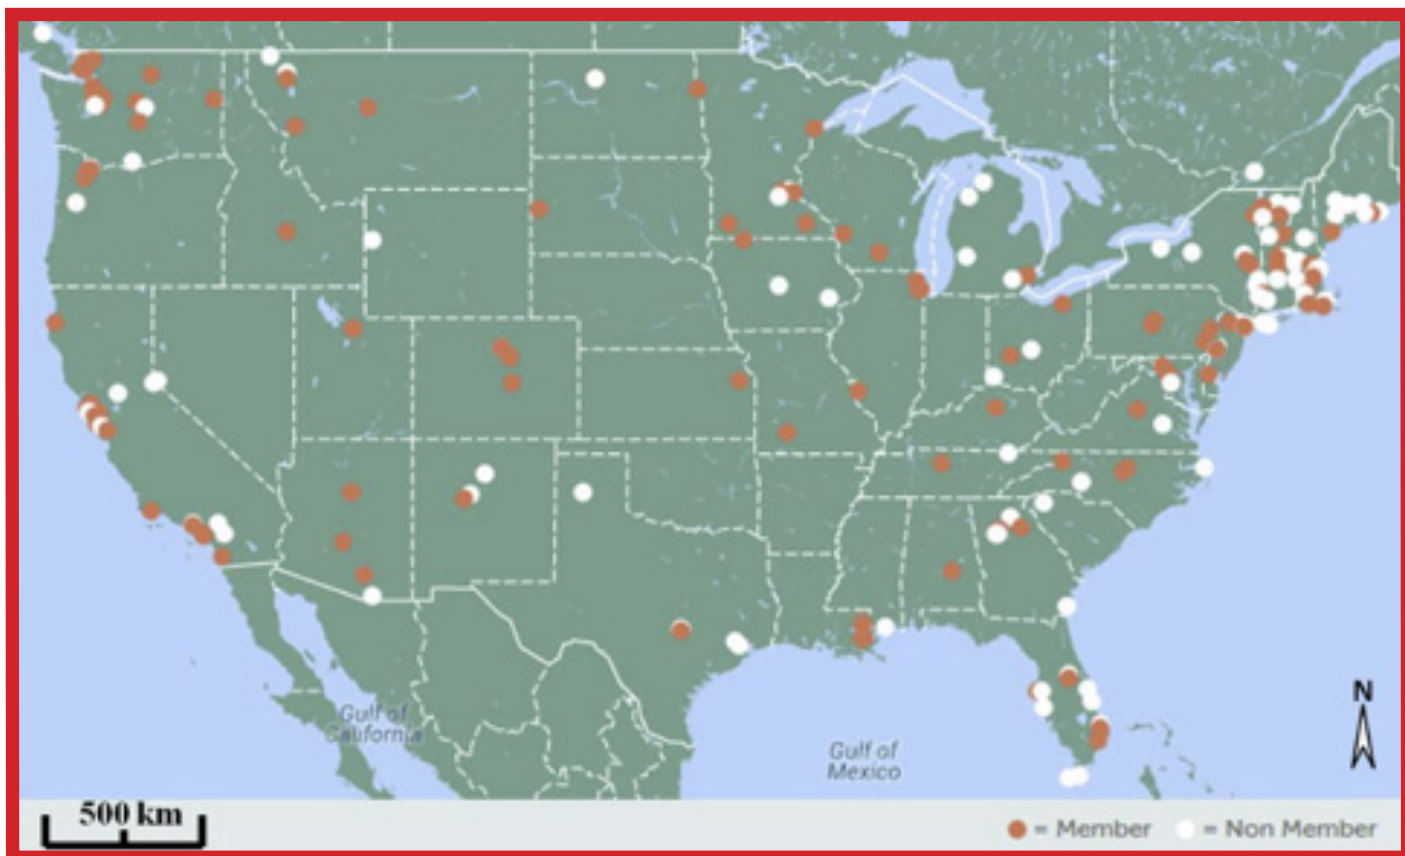 Gulf of
California
Gulf of
Mexico
N
500 km
= Member
= Non Member